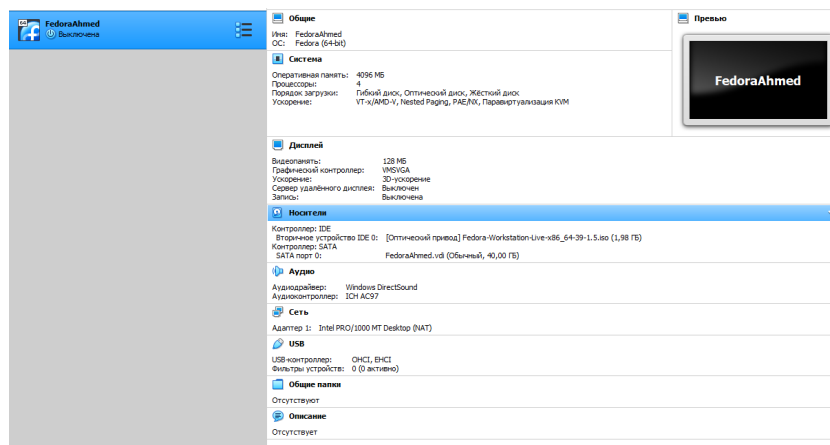 64
FedoraAhmed
Выключена
Общие
Имя: FedoraAhmed
ОС: Fedora (64-bit)
Система
Оперативная память: 4096 МБ
Процессоры: 4
Порядок загрузки: Гибкий диск, Оптический диск, Жёсткий диск
Ускорение: VT-x/AMD-V, Nested Paging, PAE/NX, Паравиртуализация KVM
Превью
FedoraAhmed
Дисплей
Видеопамять: 128 МБ
Графический контроллер: VMSVGA
Ускорение: 3D-ускорение
Сервер удалённого дисплея: Выключен
Запись: Выключена
Носители
Контроллер: IDE
Вторичное устройство IDE 0: [Оптический привод] Fedora-Workstation-Live-x86_64-39-1.5.iso (1,98 ГБ)
Контроллер: SATA
SATA порт 0: FedoraAhmed.vdi (Обычный, 40,00 ГБ)
Аудио
Аудиодрайвер: Windows DirectSound
Аудиоконтроллер: ICH AC97
Сеть
Адаптер 1: Intel PRO/1000 MT Desktop (NAT)
USB
USB-контроллер: OHCI, EHCI
Фильтры устройств: 0 (0 активно)
Общие папки
Отсутствуют
Описание
Отсутствует